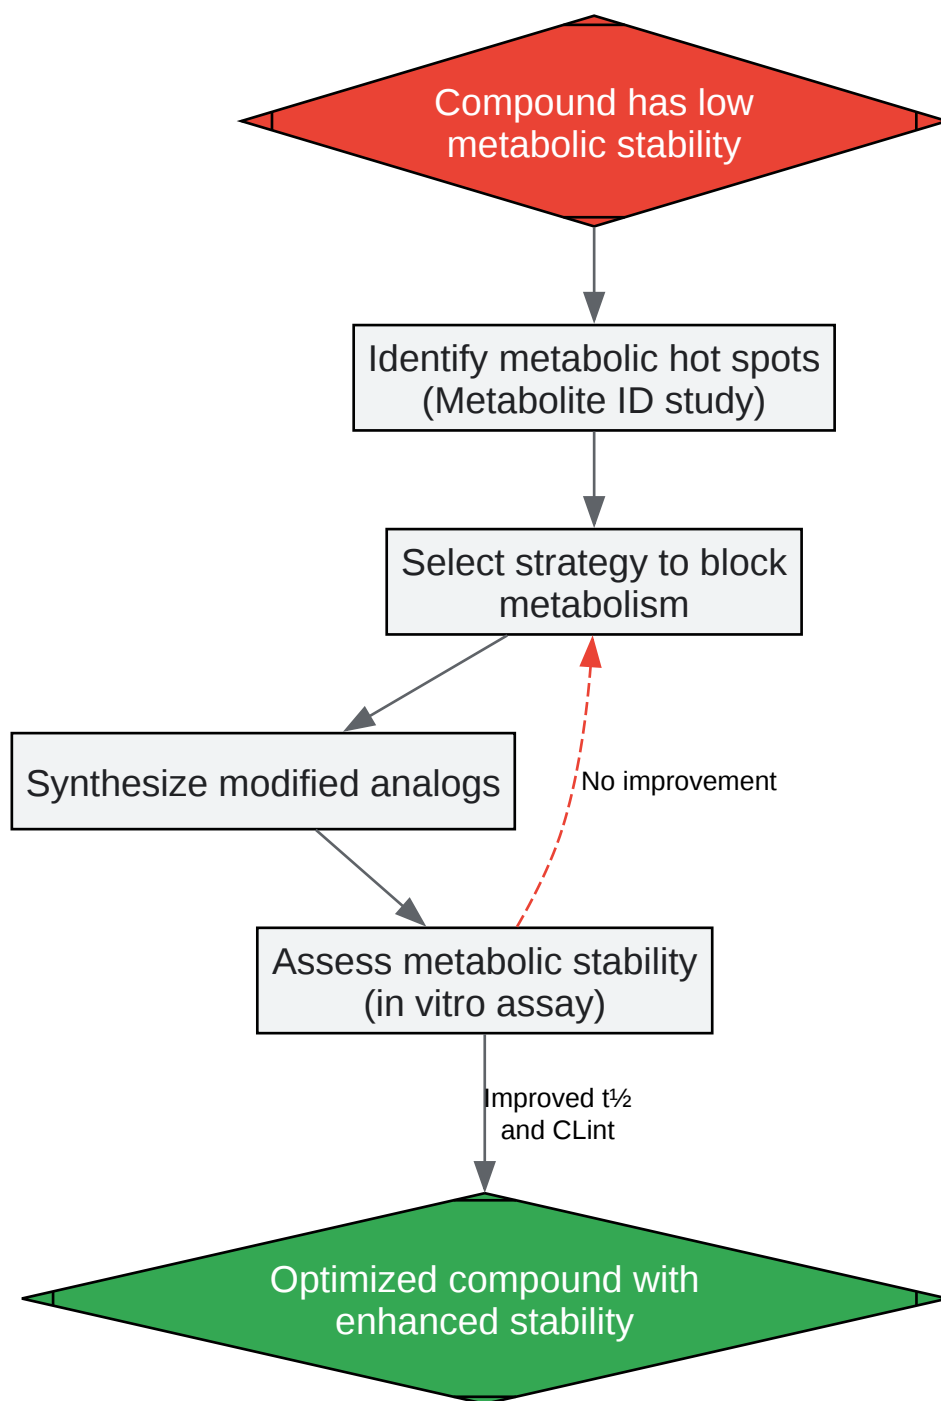 Compound has low
metabolic stability
Identify metabolic hot spots
(Metabolite ID study)
Select strategy to block
metabolism
Synthesize modified analogs
No improvement
Assess metabolic stability
(in vitro assay)
Improved t½
and CLint
Optimized compound with
enhanced stability